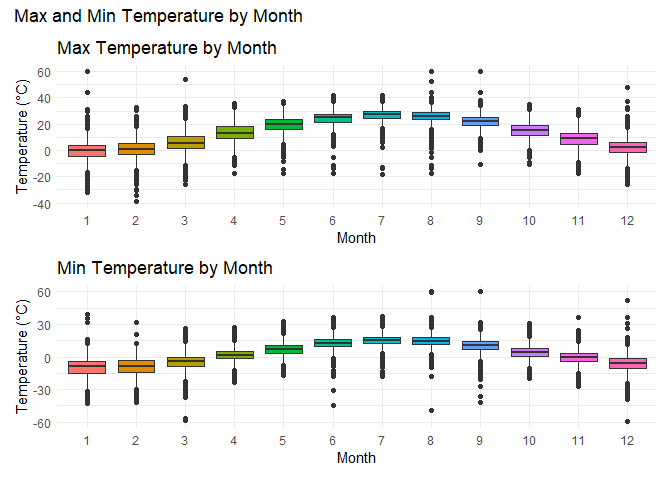 Max and Min Temperature by Month
Max Temperature by Month
Temperature (°C)
60
40
20
0
-20
-40
1 2 3 4 5 6 7 8 9 10 11 12
Month
Min Temperature by Month
Temperature (°C)
60
30
0
-30
-60
1 2 3 4 5 6 7 8 9 10 11 12
Month